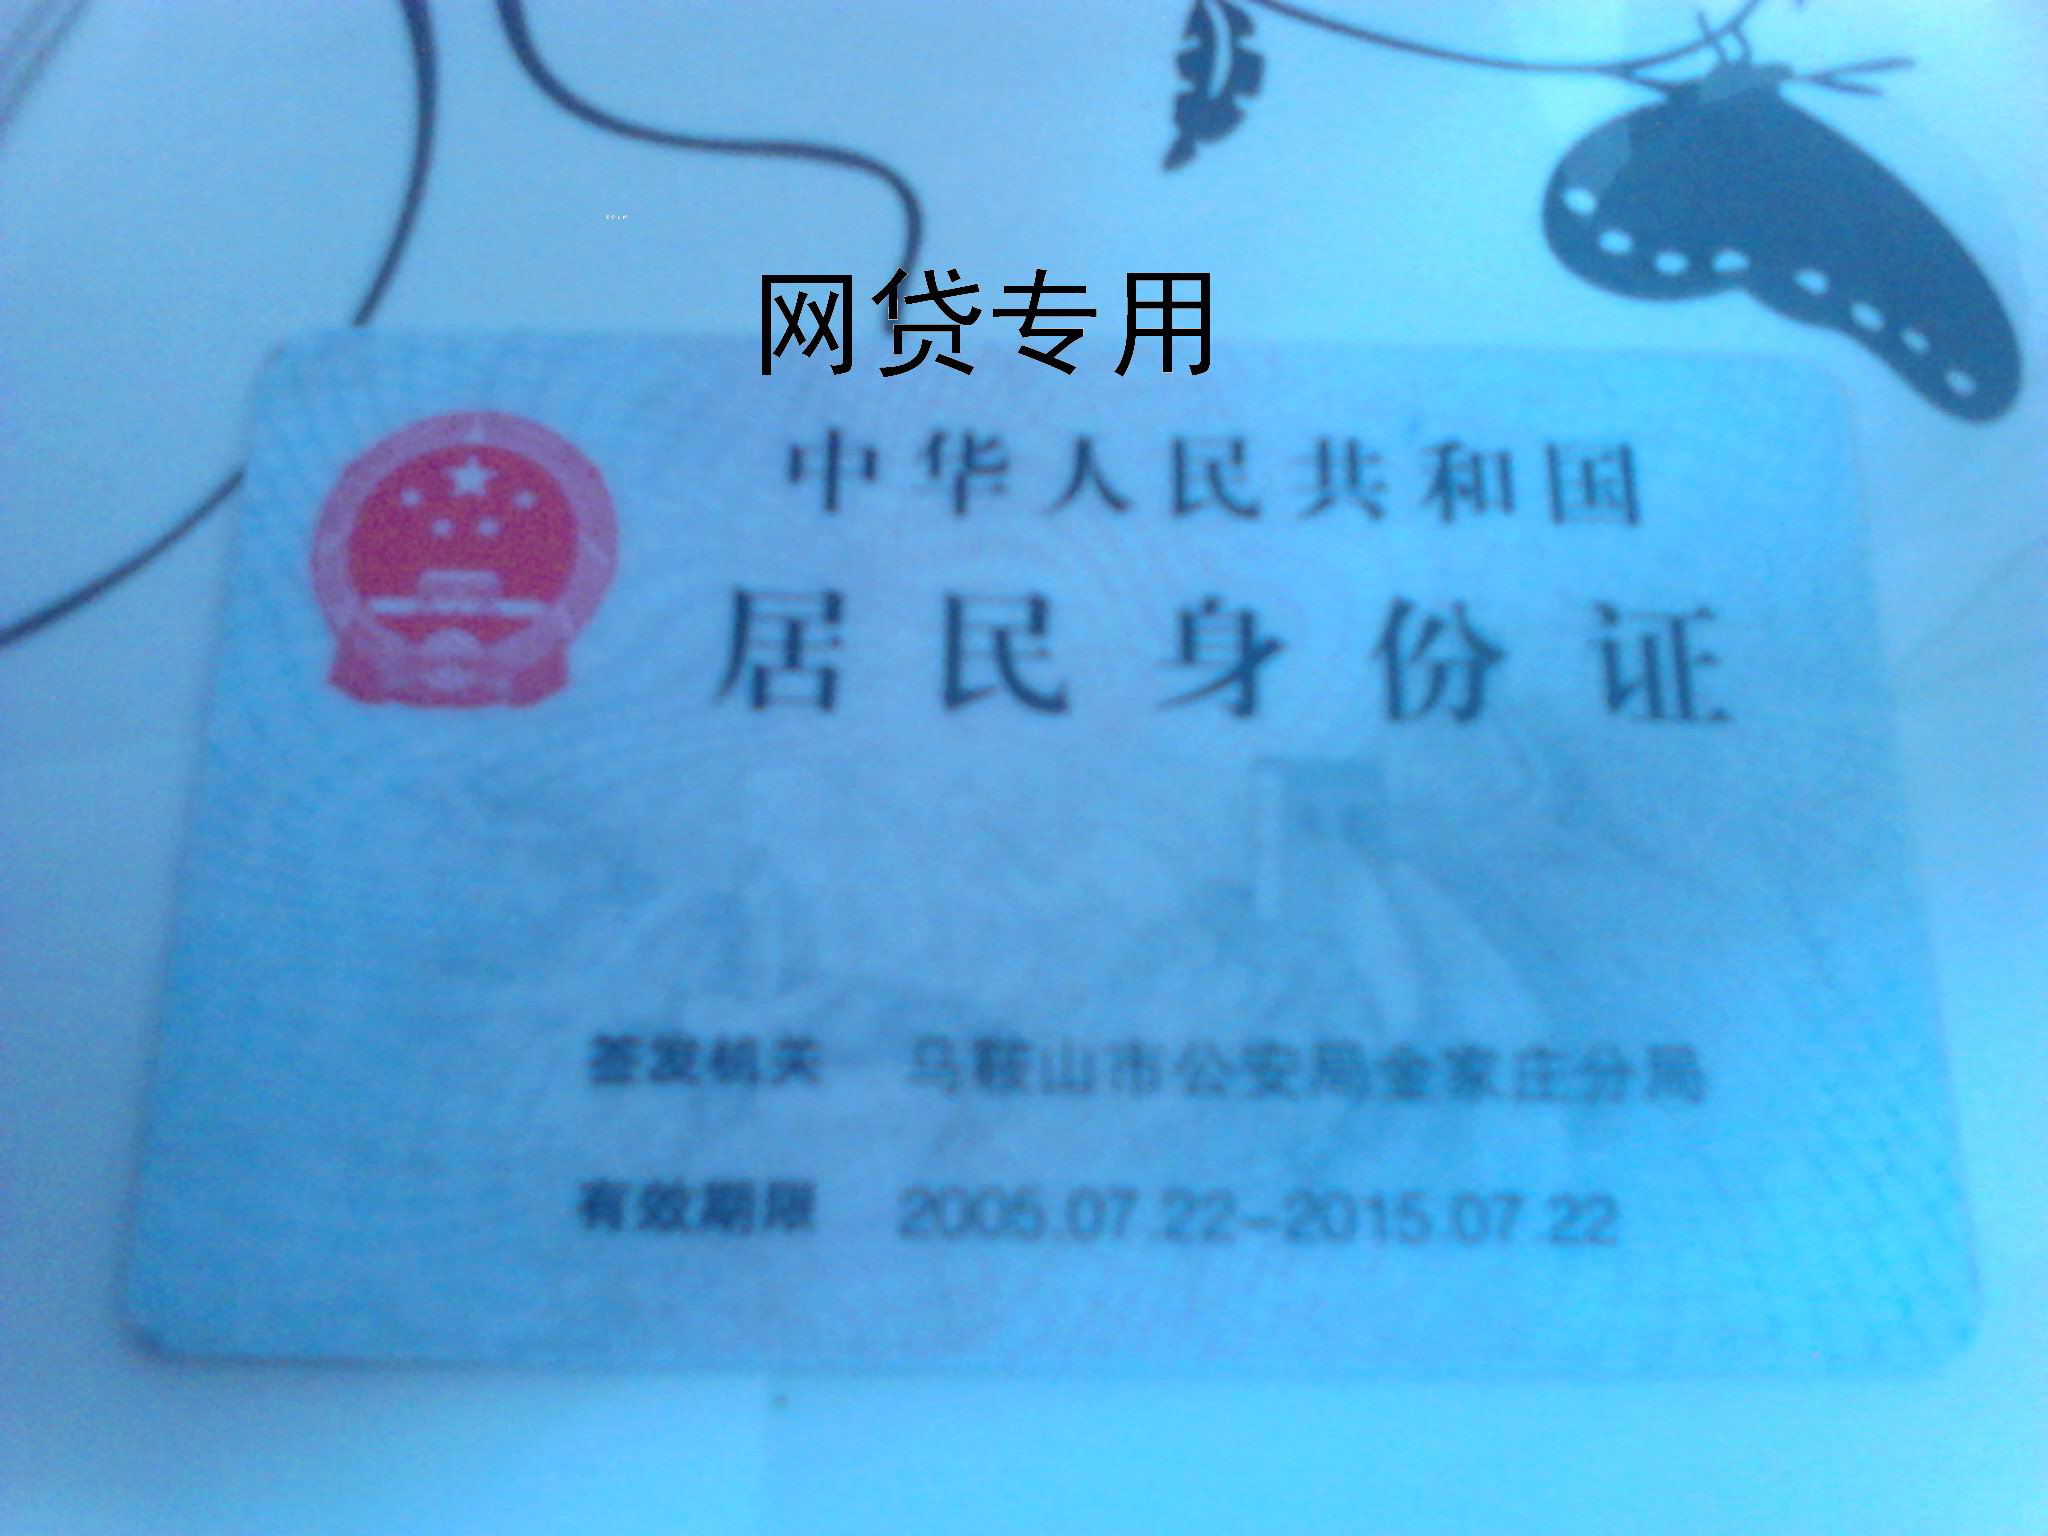 网贷专用
中华人民共和国
居民身份证
签发机关 马鞍山市公安局金家庄分局
有效期限 2005.07.22-2015.07.22